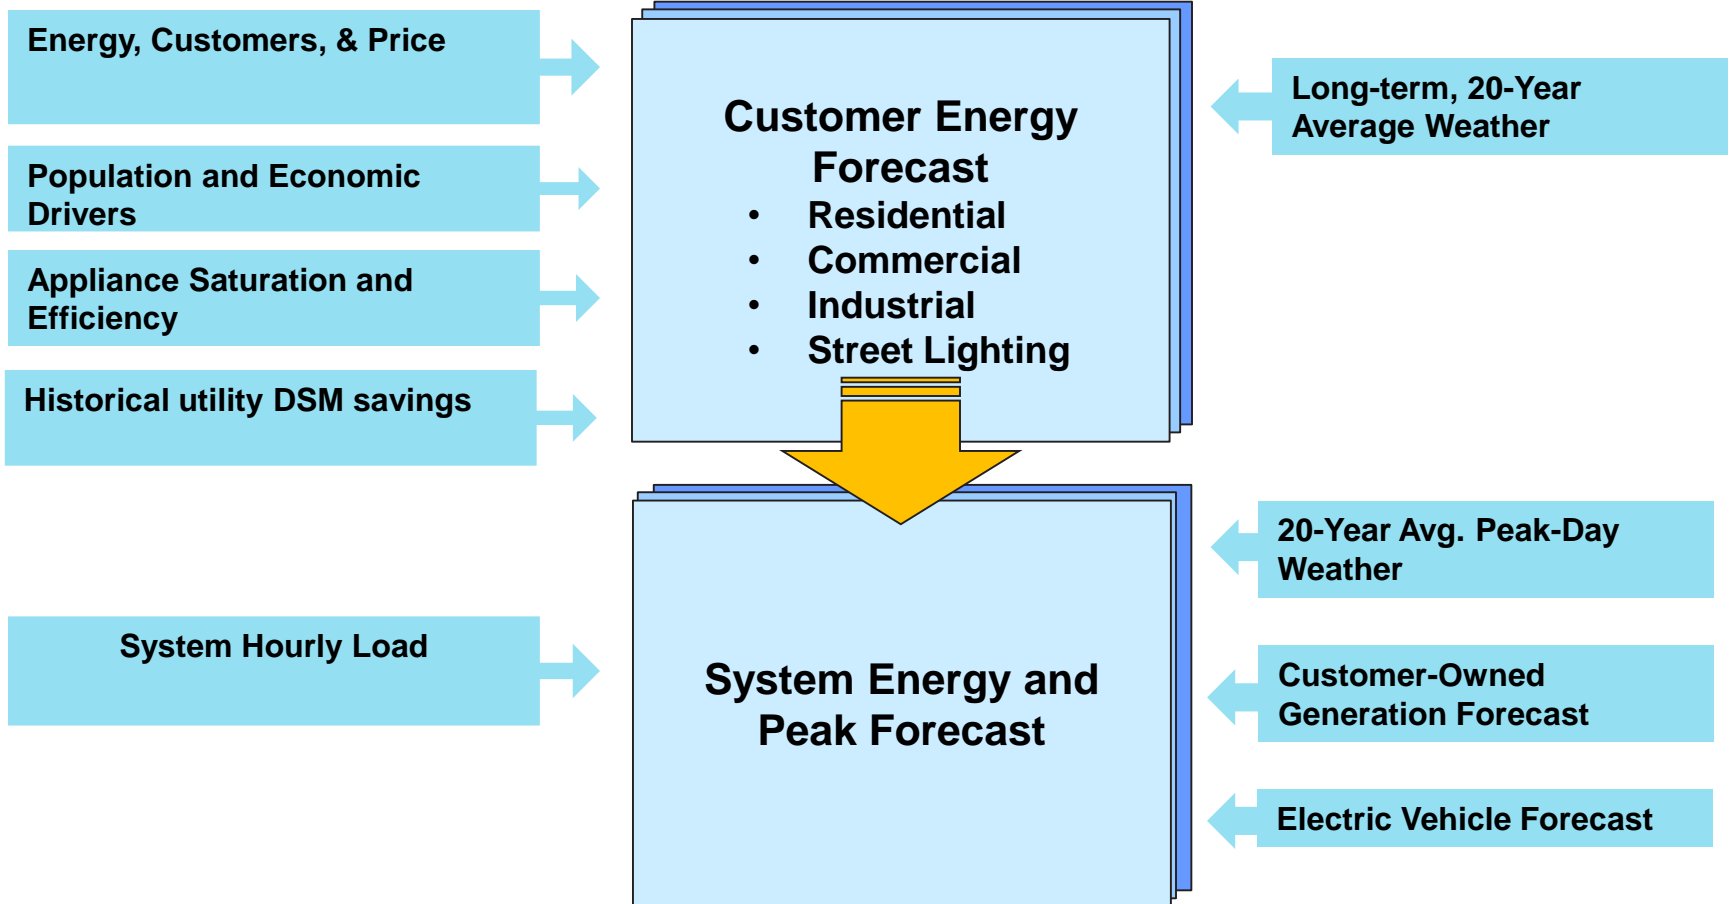 Energy, Customers, & Price
Population and Economic
Drivers
Appliance Saturation and
Efficiency
Historical utility DSM savings
Customer Energy
Forecast
• Residential
• Commercial
• Industrial
• Street Lighting
Long-term, 20-Year
Average Weather
System Hourly Load
System Energy and
Peak Forecast
20-Year Avg. Peak-Day
Weather
Customer-Owned
Generation Forecast
Electric Vehicle Forecast